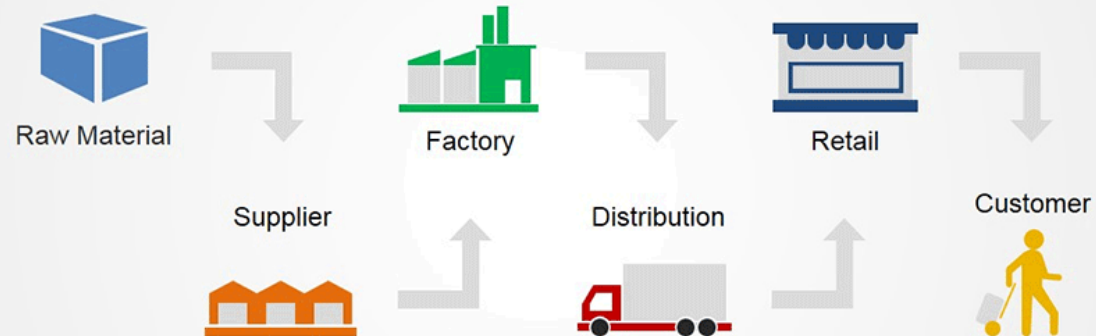 Raw Material
Supplier
Factory
Distribution
Retail
Customer